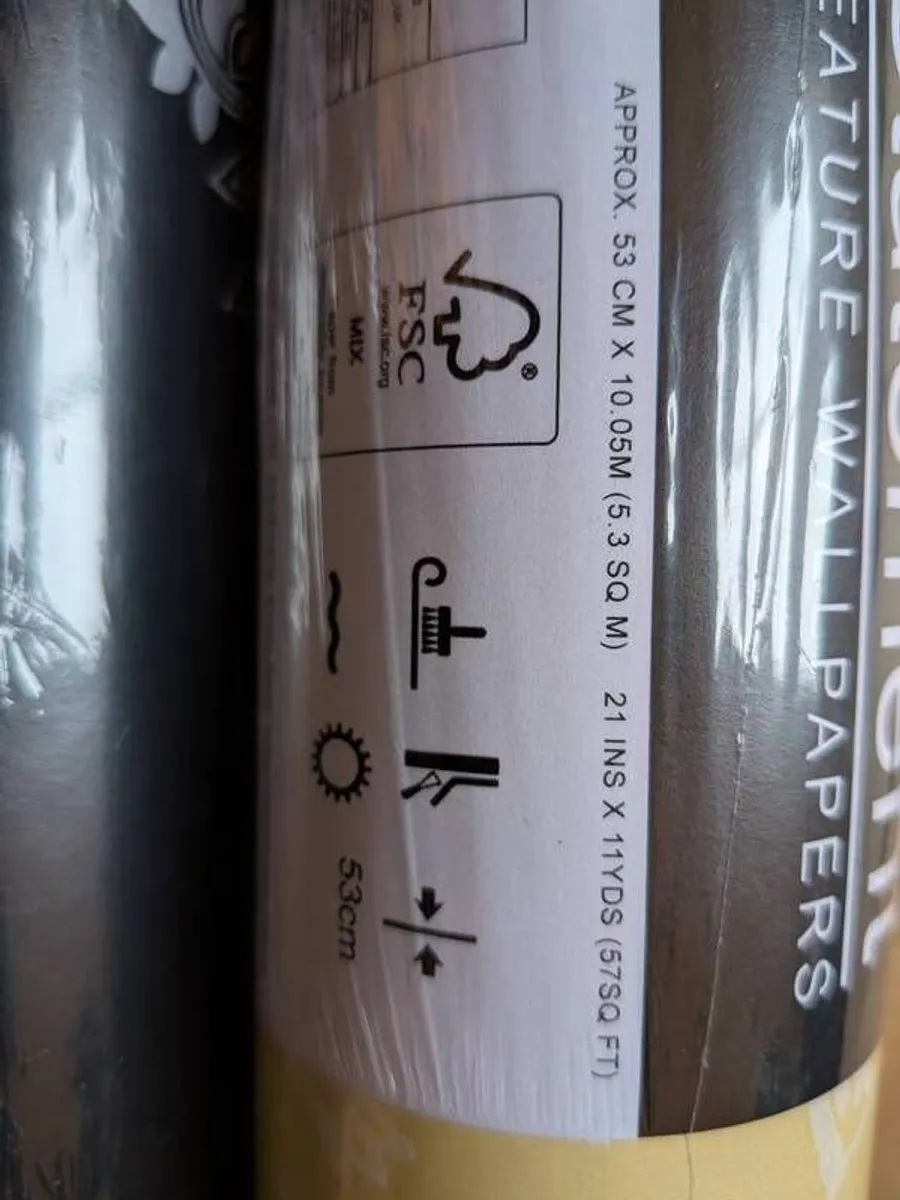 FEATURE WALLPAPERS
APPROX. 53 CM X 10.05M (5.3 SQ M) 21 INS X 11YDS (57SQ FT)
®
FSC
www.fsc.org
MIX
53cm